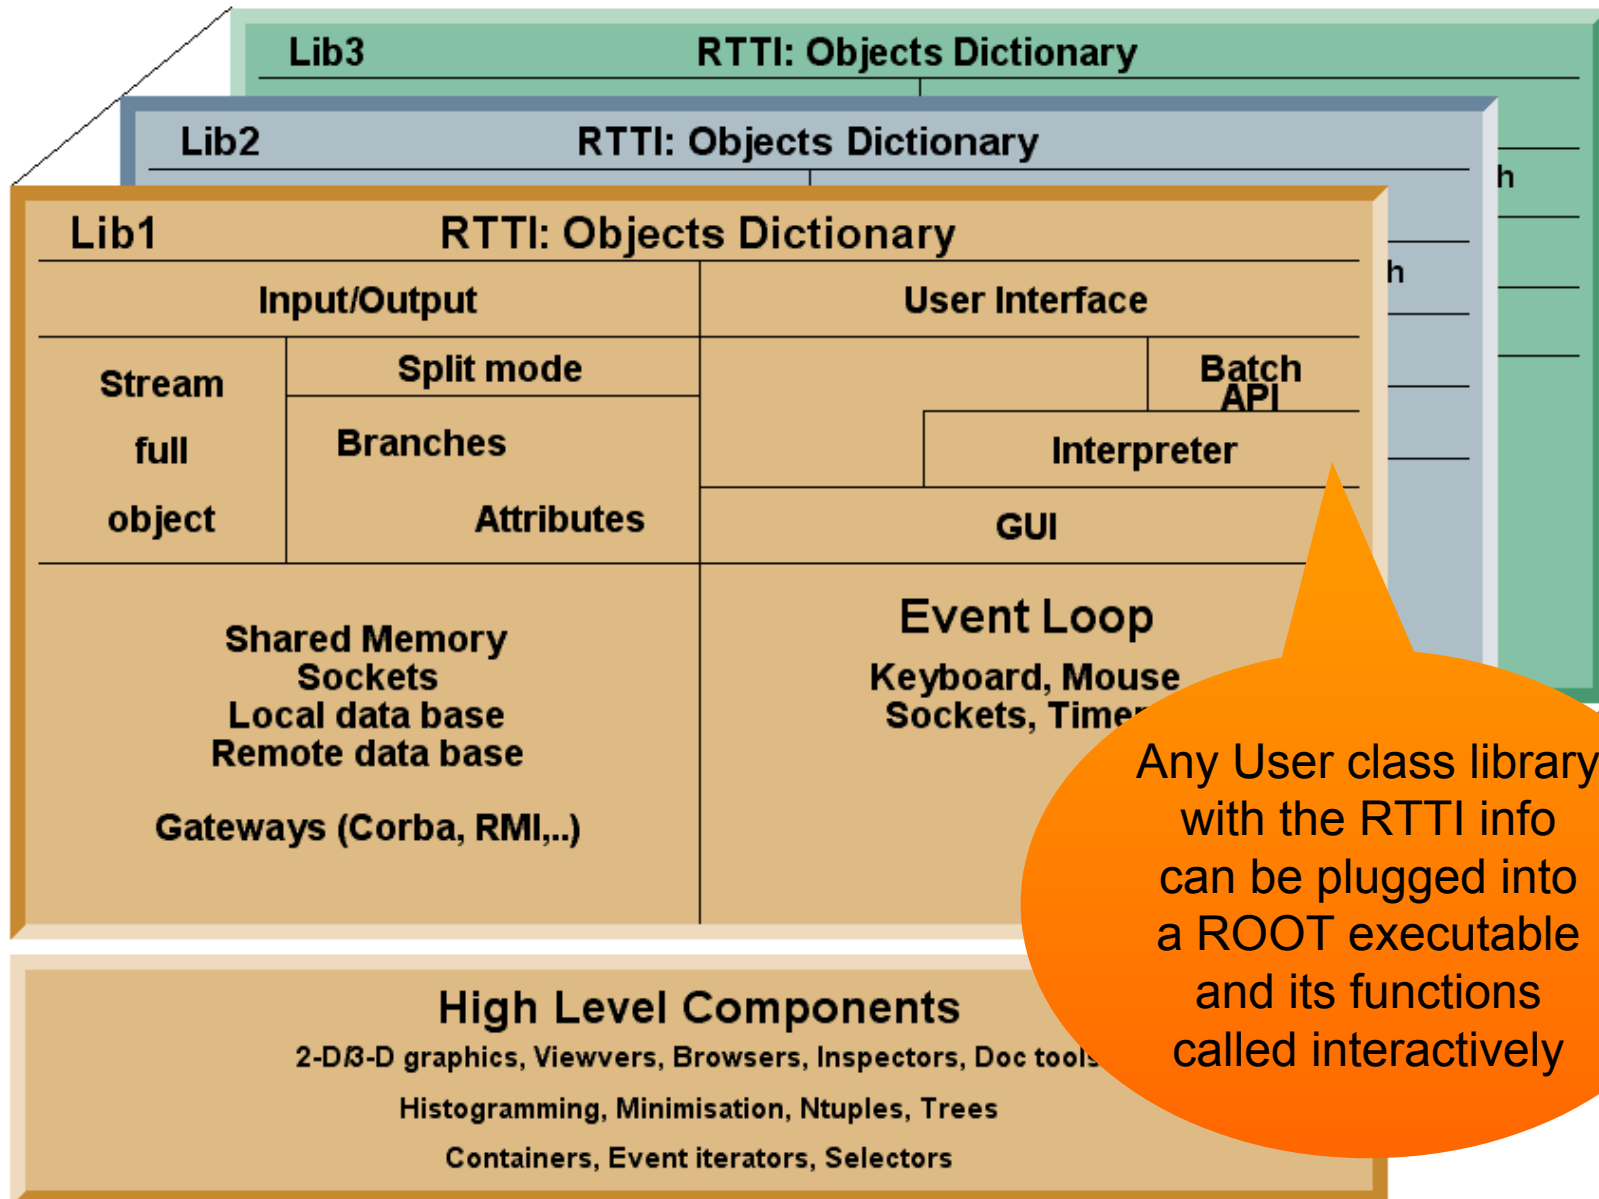 Lib3 RTTI: Objects Dictionary
h
Lib2 RTTI: Objects Dictionary
h
Lib1 RTTI: Objects Dictionary
Input/Output
User Interface
Stream
full
object
Split mode
Branches
Attributes
Batch
API
Interpreter
GUI
Shared Memory
Sockets
Local data base
Remote data base
Gateways (Corba, RMI,..)
Event Loop
Keyboard, Mouse
Sockets, Timer
Any User class library
with the RTTI info
can be plugged into
a ROOT executable
and its functions
called interactively
High Level Components
2-D/3-D graphics, Viewvers, Browsers, Inspectors, Doc tools
Histogramming, Minimisation, Ntuples, Trees
Containers, Event iterators, Selectors